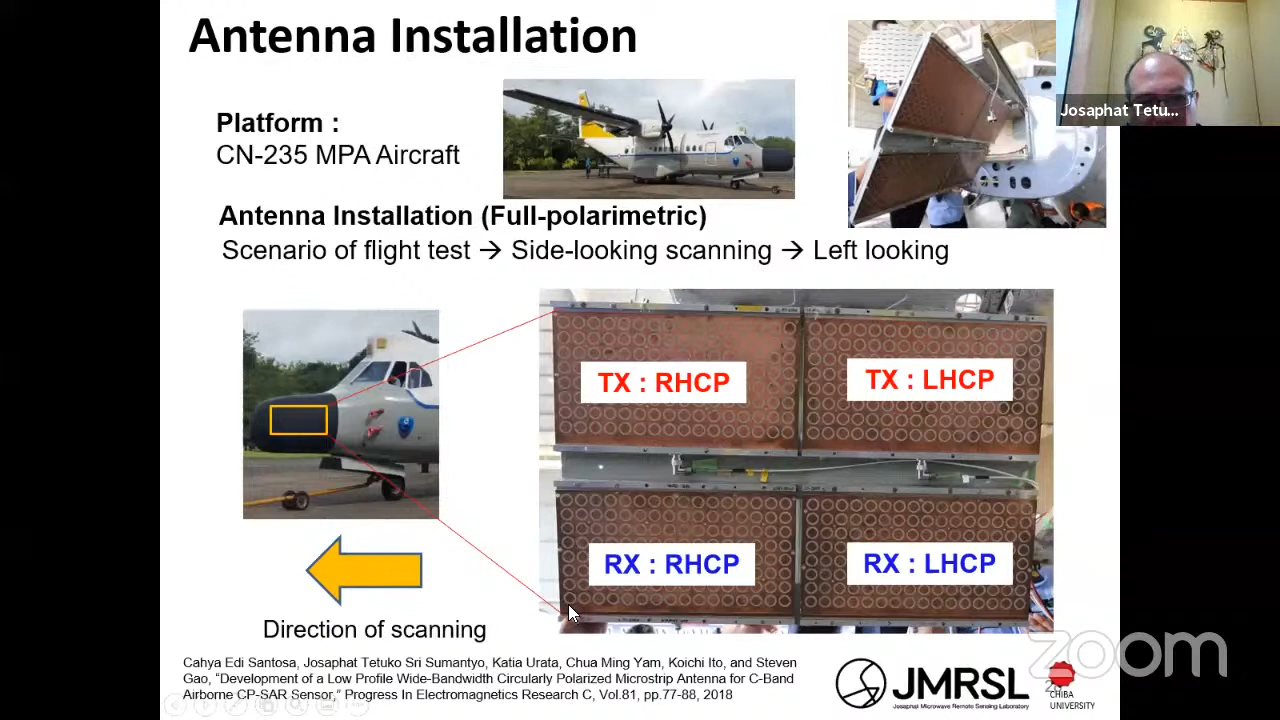 Antenna Installation
Josaphat Tetu...
Platform :
CN-235 MPA Aircraft
Antenna Installation (Full-polarimetric)
Scenario of flight test → Side-looking scanning → Left looking
TX : RHCP
TX : LHCP
RX : RHCP
RX : LHCP
Direction of scanning
Cahya Edi Santosa, Josaphat Tetuko Sri Sumantyo, Katia Urata, Chua Ming Yam, Koichi Ito, and Steven
Gao, “Development of a Low Profile Wide-Bandwidth Circularly Polarized Microstrip Antenna for C-Band
Airborne CP-SAR Sensor,” Progress In Electromagnetics Research C, Vol.81, pp.77-88, 2018
JMRSL
Josaphat Microwave Remote Sensing Laboratory
CHIBA
UNIVERSITY
zoom